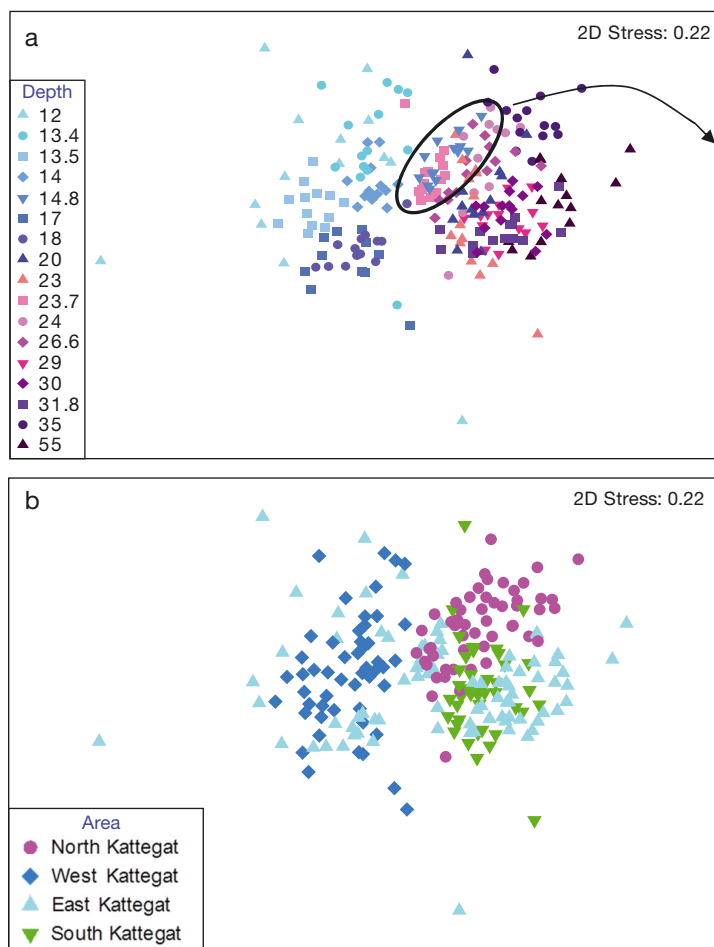 a
2D Stress: 0.22
Depth
12
13.4
13.5
14
14.8
17
18
20
23
23.7
24
26.6
29
30
31.8
35
55
b
2D Stress: 0.22
Area
North Kattegat
West Kattegat
East Kattegat
South Kattegat